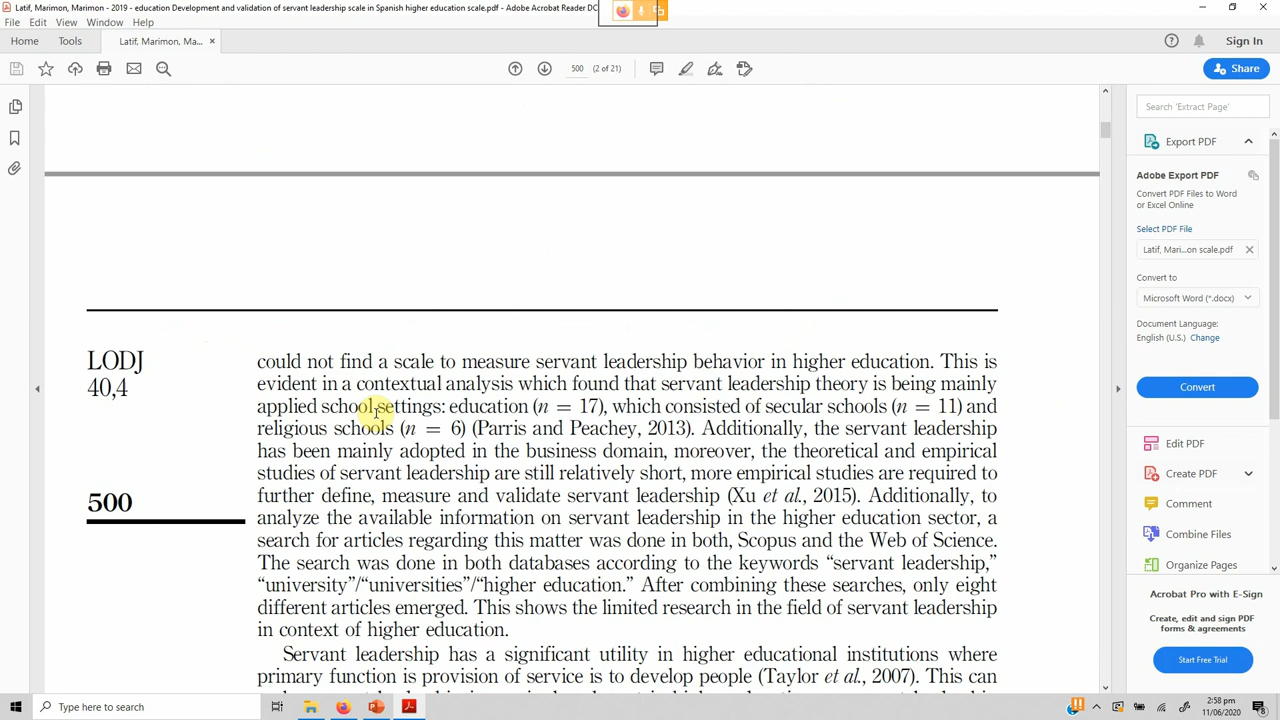 Latif, Marimon, Marimon - 2019 - education Development and validation of servant leadership scale in Spanish higher education scale.pdf - Adobe Acrobat Reader DC
File Edit View Window Help
Home Tools Latif, Marimon, Ma... × Sign In
500 (2 of 21) Share
Search 'Extract Page'
Export PDF
Adobe Export PDF
Convert PDF Files to Word
or Excel Online
Select PDF File
Latif, Mari...on scale.pdf
Convert to
Microsoft Word (*.docx)
Document Language:
English (U.S.) Change
Convert
Edit PDF
Create PDF
Comment
Combine Files
Organize Pages
Acrobat Pro with E-Sign
Create, edit and sign PDF
forms & agreements
Start Free Trial
LODJ
40,4
500
could not find a scale to measure servant leadership behavior in higher education. This is
evident in a contextual analysis which found that servant leadership theory is being mainly
applied school settings: education (n = 17), which consisted of secular schools (n = 11) and
religious schools (n = 6) (Parris and Peachey, 2013). Additionally, the servant leadership
has been mainly adopted in the business domain, moreover, the theoretical and empirical
studies of servant leadership are still relatively short, more empirical studies are required to
further define, measure and validate servant leadership (Xu et al., 2015). Additionally, to
analyze the available information on servant leadership in the higher education sector, a
search for articles regarding this matter was done in both, Scopus and the Web of Science.
The search was done in both databases according to the keywords “servant leadership,”
“university”/“universities”/“higher education.” After combining these searches, only eight
different articles emerged. This shows the limited research in the field of servant leadership
in context of higher education.
Servant leadership has a significant utility in higher educational institutions where
primary function is provision of service is to develop people (Taylor et al., 2007). This can
Type here to search
2:58 pm
11/06/2020